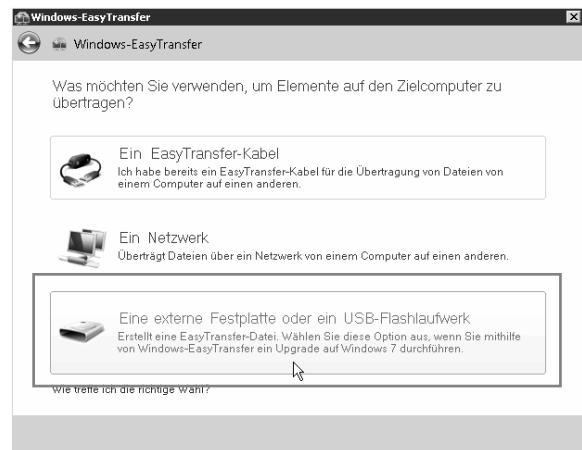 Windows-EasyTransfer
Windows-EasyTransfer
Was möchten Sie verwenden, um Elemente auf den Zielcomputer zu
übertragen?
Ein EasyTransfer-Kabel
Ich habe bereits ein EasyTransfer-Kabel für die Übertragung von Dateien von
einem Computer auf einen anderen.
Ein Netzwerk
Überträgt Dateien über ein Netzwerk von einem Computer auf einen anderen.
Eine externe Festplatte oder ein USB-Flashlaufwerk
Erstellt eine EasyTransfer-Datei. Wählen Sie diese Option aus, wenn Sie mithilfe
von Windows-EasyTransfer ein Upgrade auf Windows 7 durchführen.
Wie treffe ich die richtige Wahl?